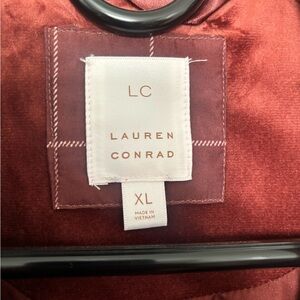 LC
LAUREN
CONRAD
XL
MADE IN
VIETNAM